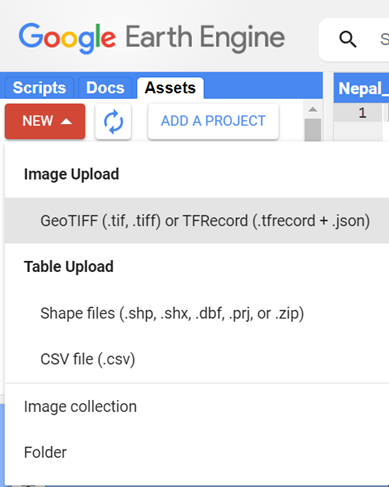 Google Earth Engine
S
Scripts Docs Assets
Nepal_
NEW ADD A PROJECT
1
Image Upload
GeoTIFF (.tif, .tiff) or TFRecord (.tfrecord + .json)
Table Upload
Shape files (.shp, .shx, .dbf, .prj, or .zip)
CSV file (.csv)
Image collection
Folder